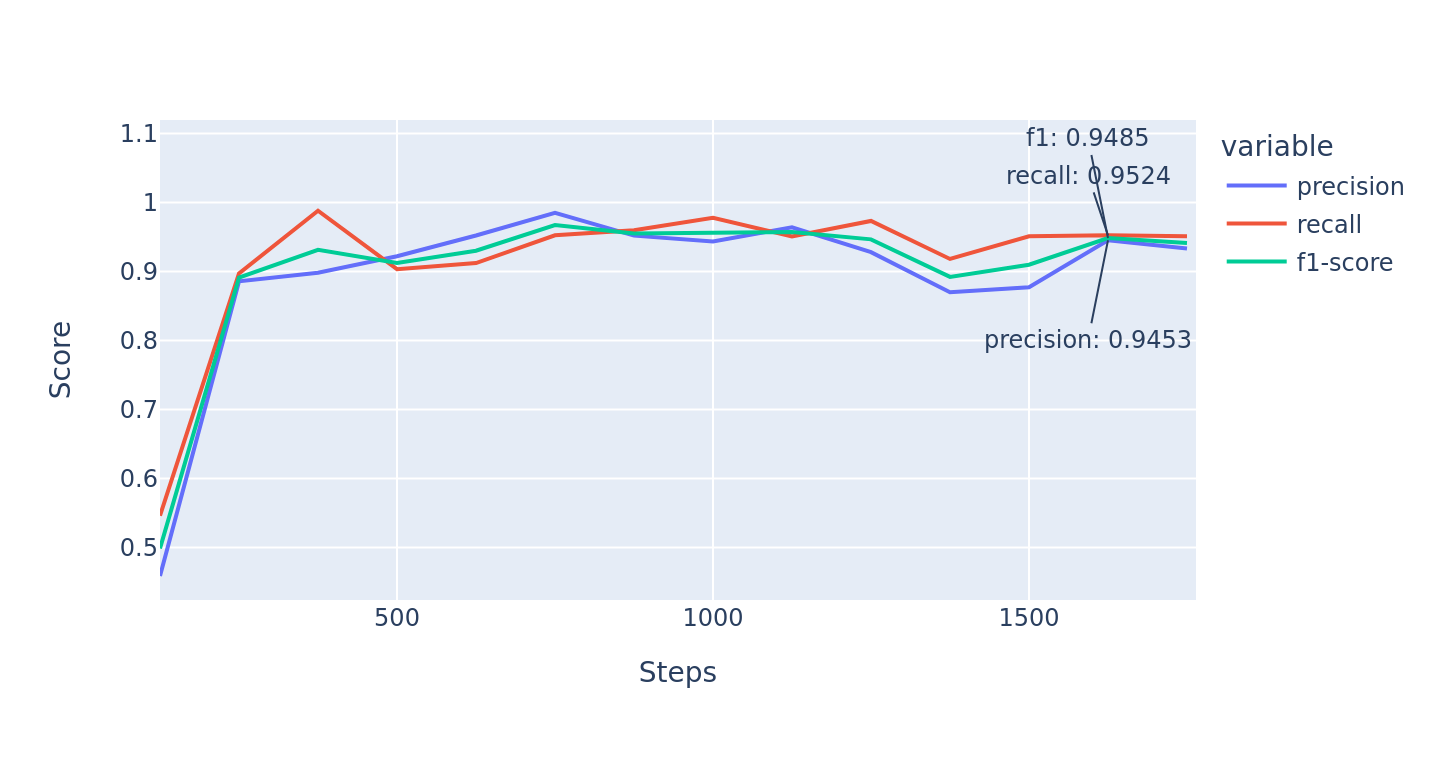 1.1
1
0.9
0.8
0.7
0.6
0.5
Score
500
1000
1500
Steps
f1: 0.9485
recall: 0.9524
precision: 0.9453
variable
precision
recall
f1-score